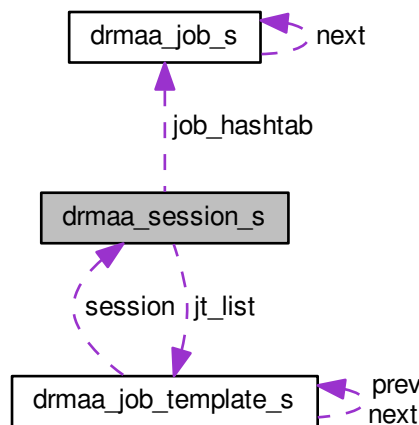 drmaa_job_s
next
job_hashtab
drmaa_session_s
session
jt_list
drmaa_job_template_s
prev
next